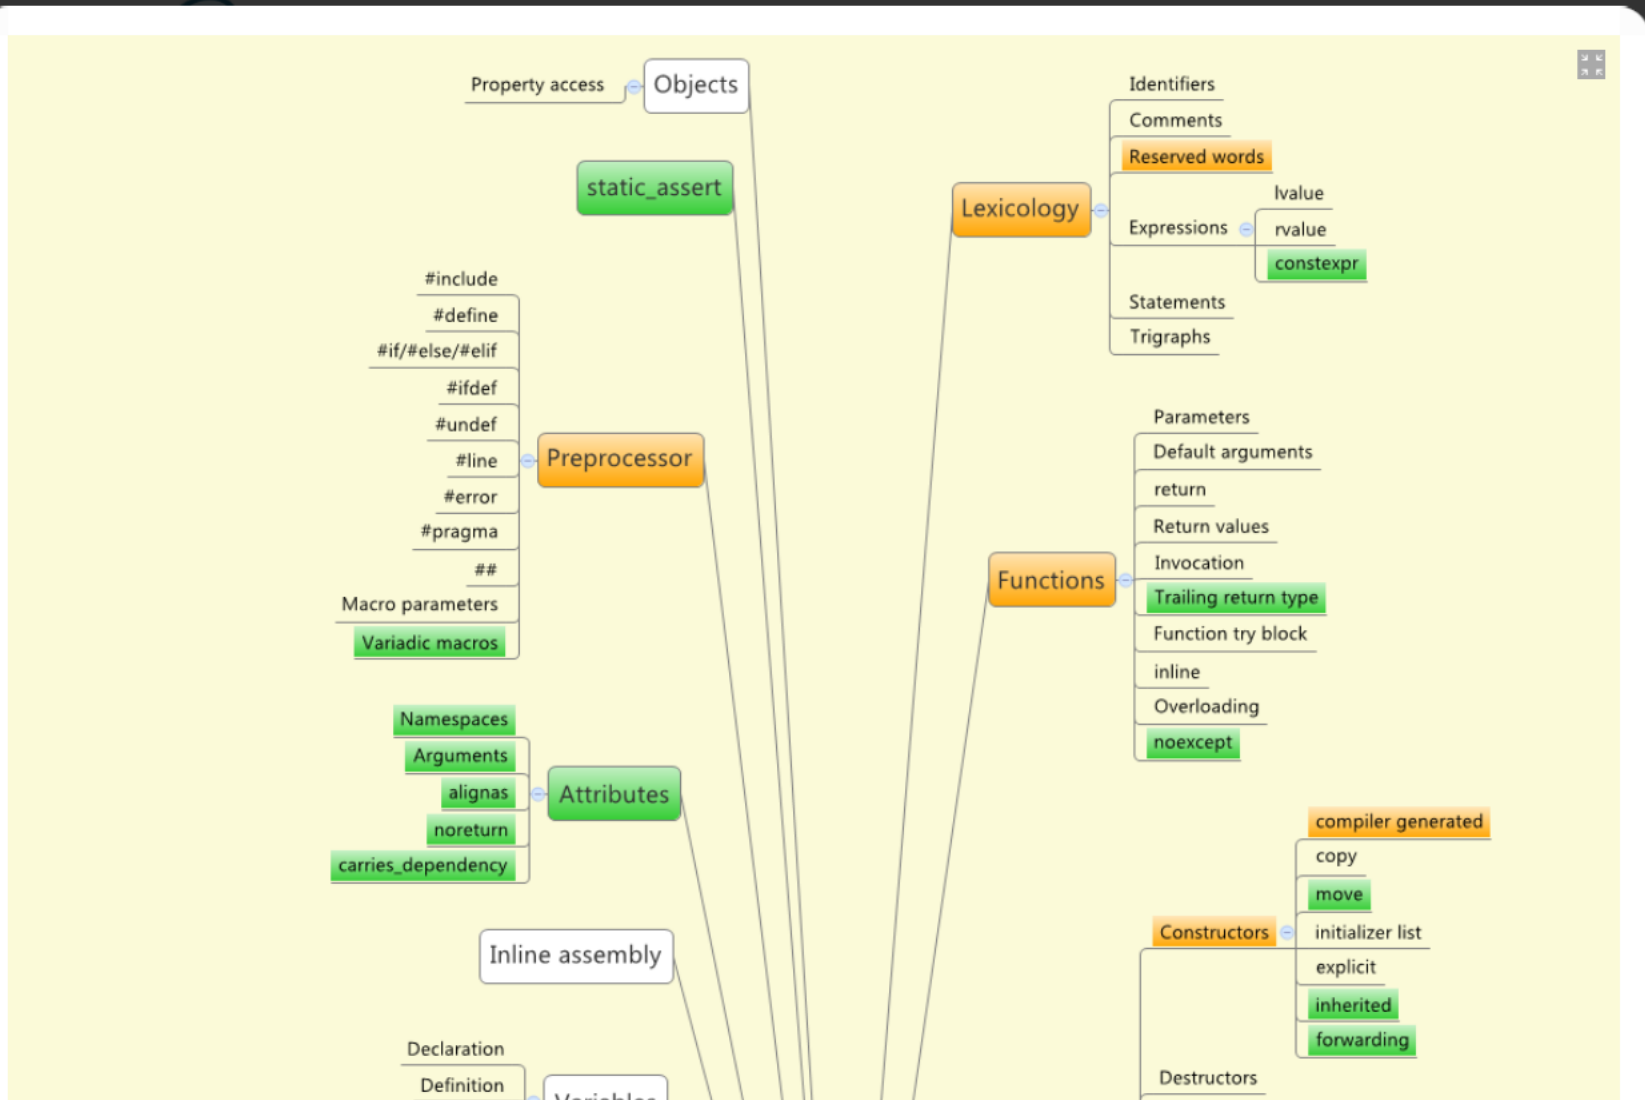 Property access
Objects
static_assert
#include
#define
#if/#else/#elif
#ifdef
#undef
#line
#error
#pragma
##
Macro parameters
Variadic macros
Preprocessor
Namespaces
Arguments
alignas
noreturn
carries_dependency
Attributes
Inline assembly
Declaration
Definition
Variables
Lexicology
Identifiers
Comments
Reserved words
Expressions
lvalue
rvalue
constexpr
Statements
Trigraphs
Functions
Parameters
Default arguments
return
Return values
Invocation
Trailing return type
Function try block
inline
Overloading
noexcept
Constructors
compiler generated
copy
move
initializer list
explicit
inherited
forwarding
Destructors